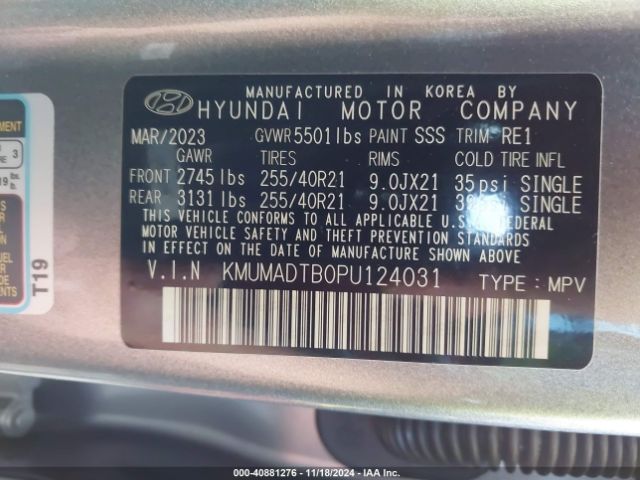 MANUFACTURED IN KOREA BY
HYUNDAI MOTOR COMPANY
MAR/2023 GVWR 5501lbs PAINT SSS TRIM RE1
GAWR TIRES RIMS COLD TIRE INFL
FRONT 2745 lbs 255/40R21 9.0JX21 35 psi SINGLE
REAR 3131 lbs 255/40R21 9.0JX21 SINGLE
THIS VEHICLE CONFORMS TO ALL APPLICABLE U.S. FEDERAL
MOTOR VEHICLE SAFETY AND THEFT PREVENTION STANDARDS
IN EFFECT ON THE DATE OF MANUFACTURE SHOWN ABOVE
V.I.N KMUMADTB0PU124031 TYPE : MPV
T19
000-40881276 - 11/18/2024 - IAA Inc.